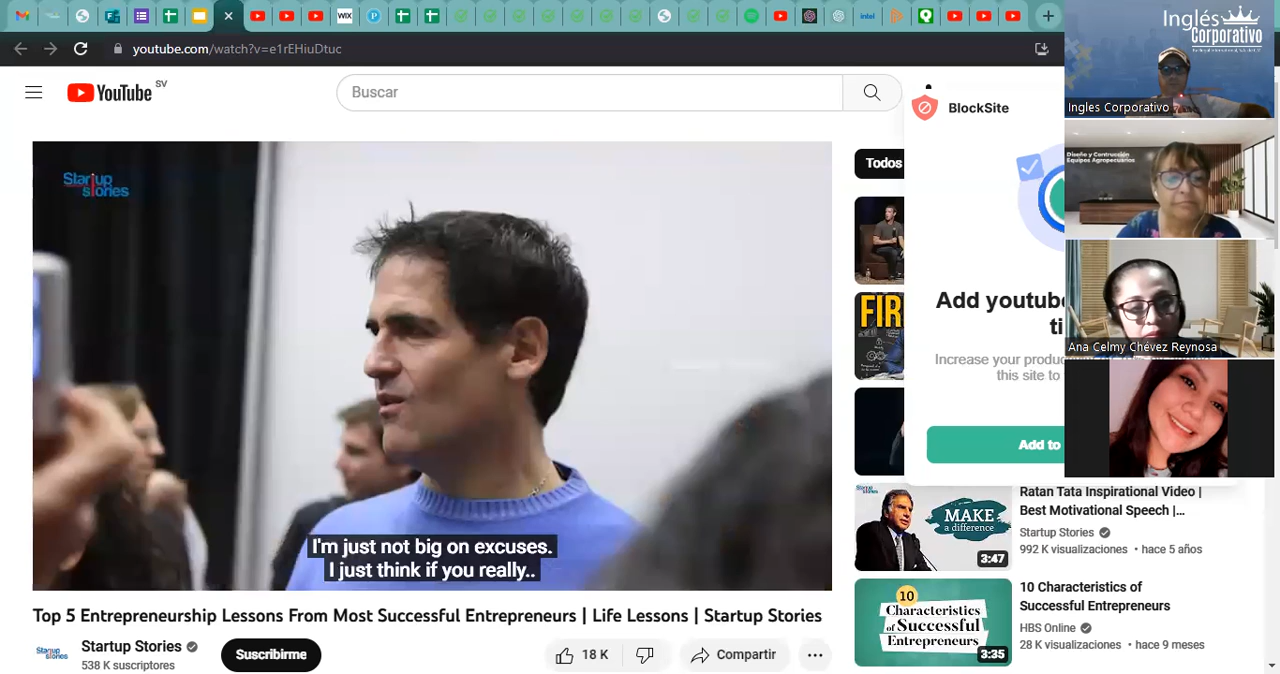 youtube.com/watch?v=e1rEHiuDtuc
YouTube SV
Buscar
Startup
stories
I'm just not big on excuses.
I just think if you really..
Top 5 Entrepreneurship Lessons From Most Successful Entrepreneurs | Life Lessons | Startup Stories
Startup Stories
538 K suscriptores
Suscribirme
18 K
Compartir
BlockSite
Todos
FIR
Add youtube
ti
Increase your produc
this site to
Add to
Ratan Tata Inspirational Video |
Best Motivational Speech |...
Startup Stories
992 K visualizaciones • hace 5 años
MAKE
a difference
3:47
10 Characteristics of
Successful Entrepreneurs
HBS Online
28 K visualizaciones • hace 9 meses
10
Characteristics
of Successful
Entrepreneurs
3:35
Inglés
Corporativo
Ingles Corporativo
Diseño y Contrucción
Equipos Agropecuarios
Ana Celmy Chévez Reynosa
WIX
intel